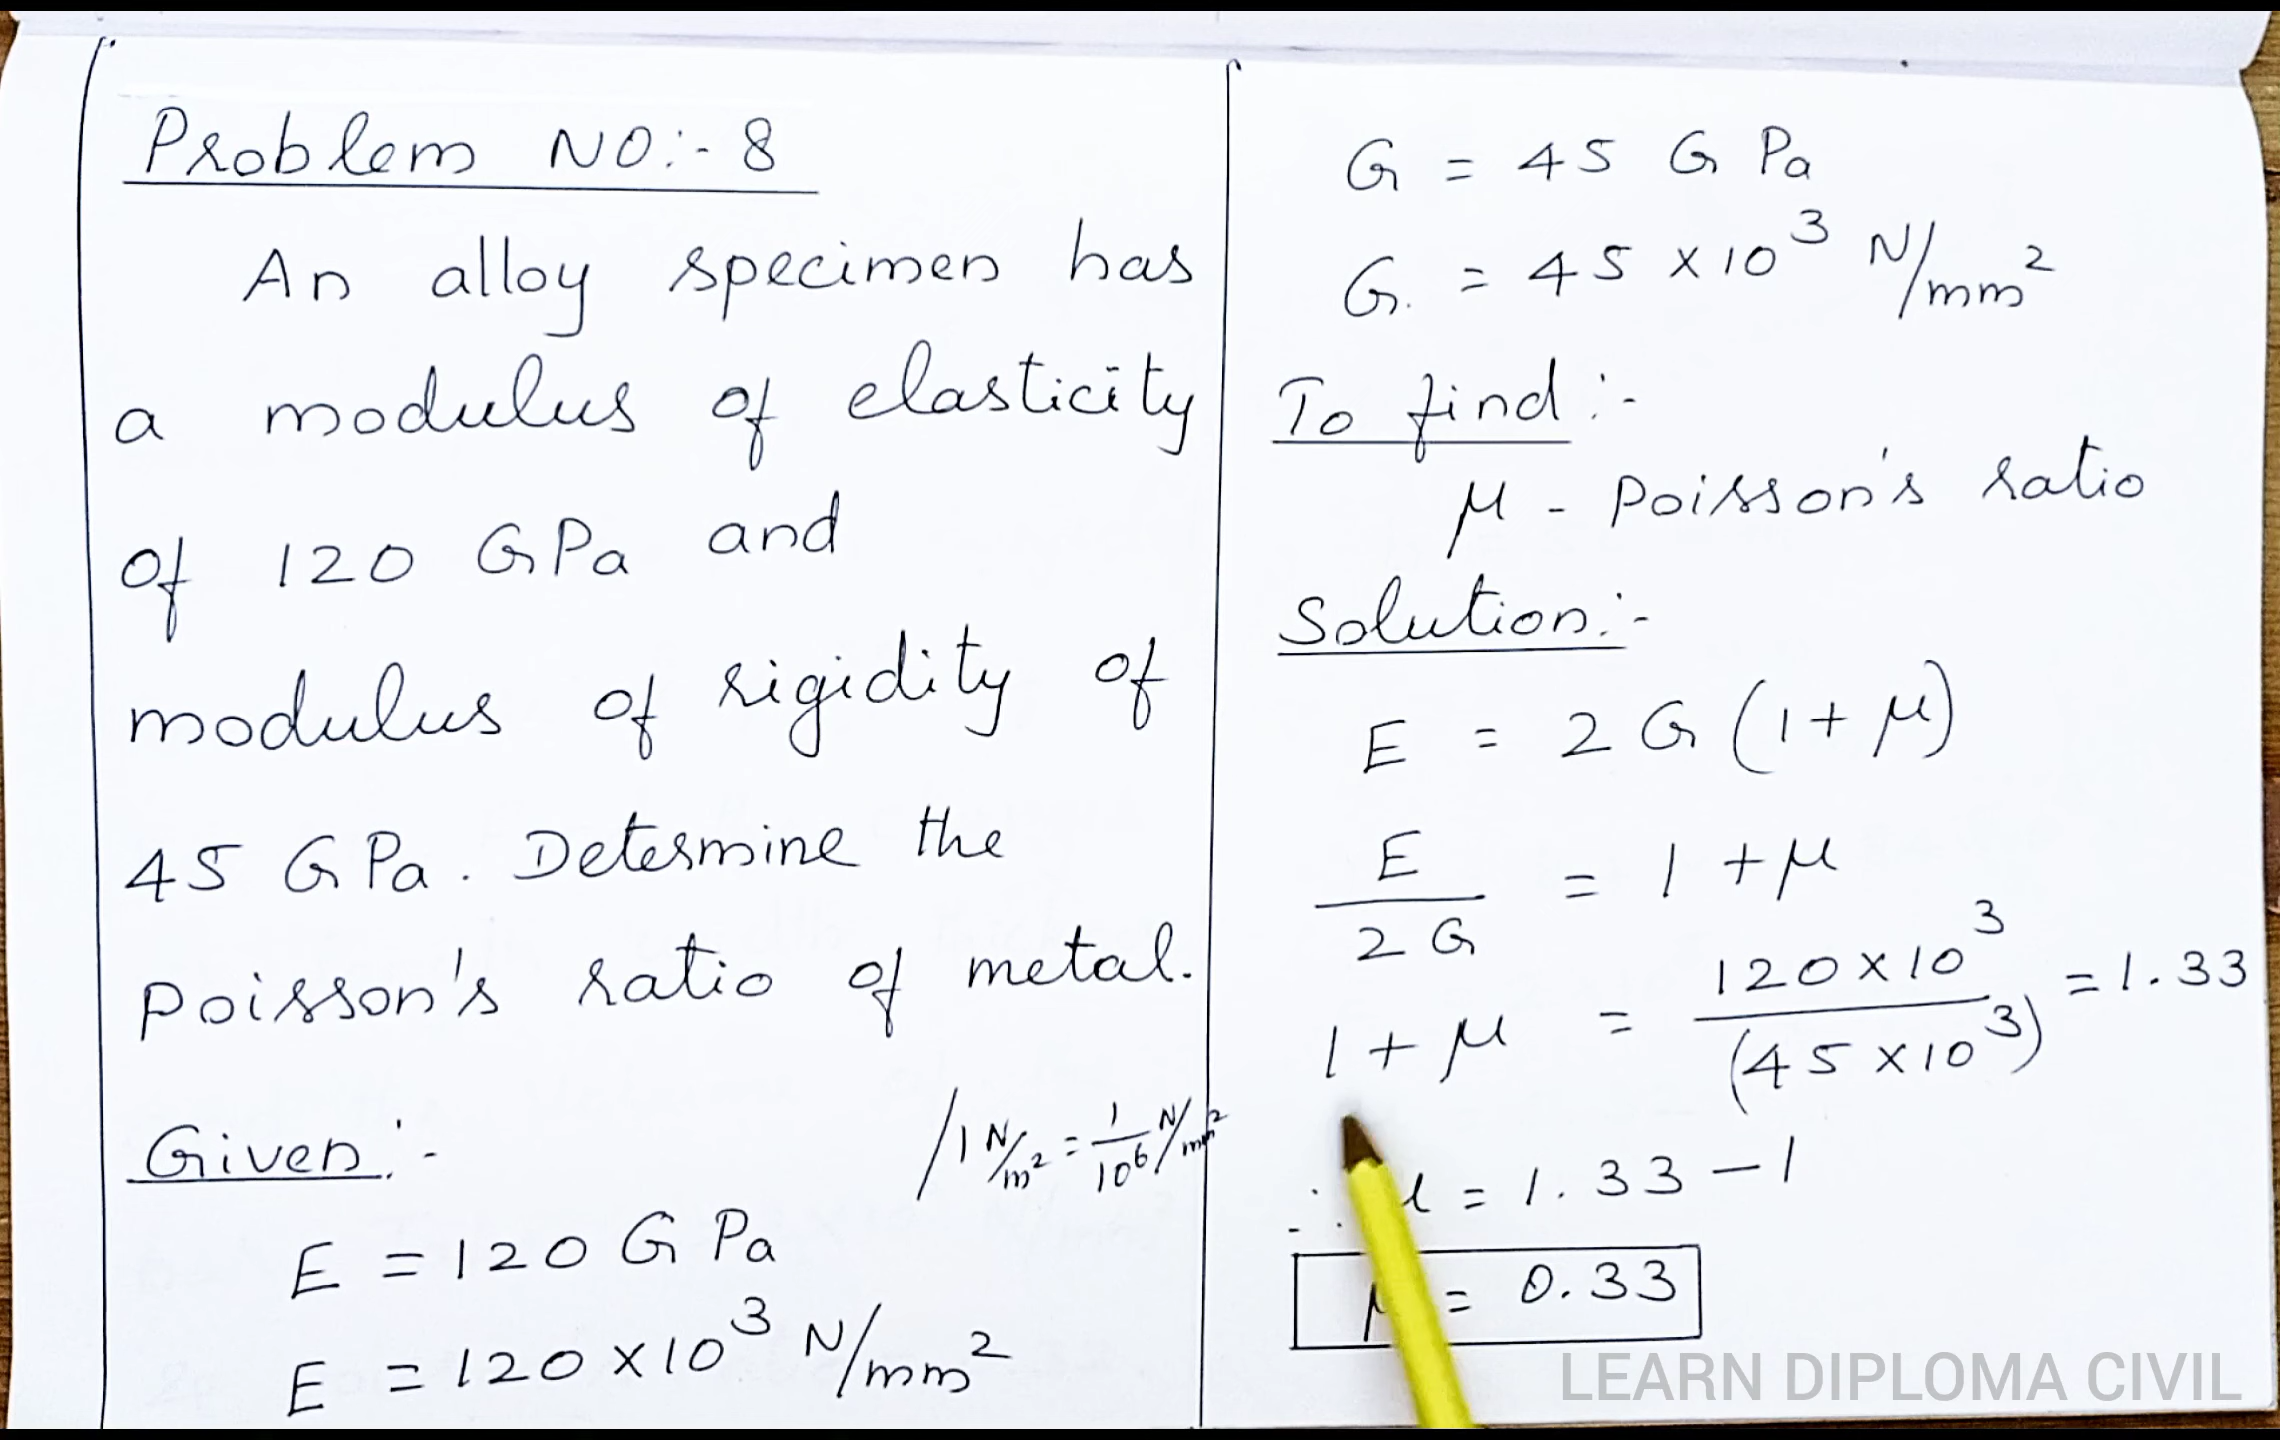 Problem NO:- 8
An alloy specimen has
a modulus of elasticity
of 120 GPa and
modulus of rigidity of
45 GPa. Determine the
poisson's ratio of metal.
Given:-
/1 N/m² = 1/10⁶ N/mm²
E = 120 GPa
E = 120 × 10³ N/mm²
G = 45 GPa
G. = 45 × 10³ N/mm²
To find:-
μ - poisson's ratio
Solution:-
E = 2G (1 + μ)
E/2G = 1 + μ
1 + μ = 120 × 10³ / (45 × 10³) = 1.33
= 1.33 - 1
μ = 0.33
LEARN DIPLOMA CIVIL